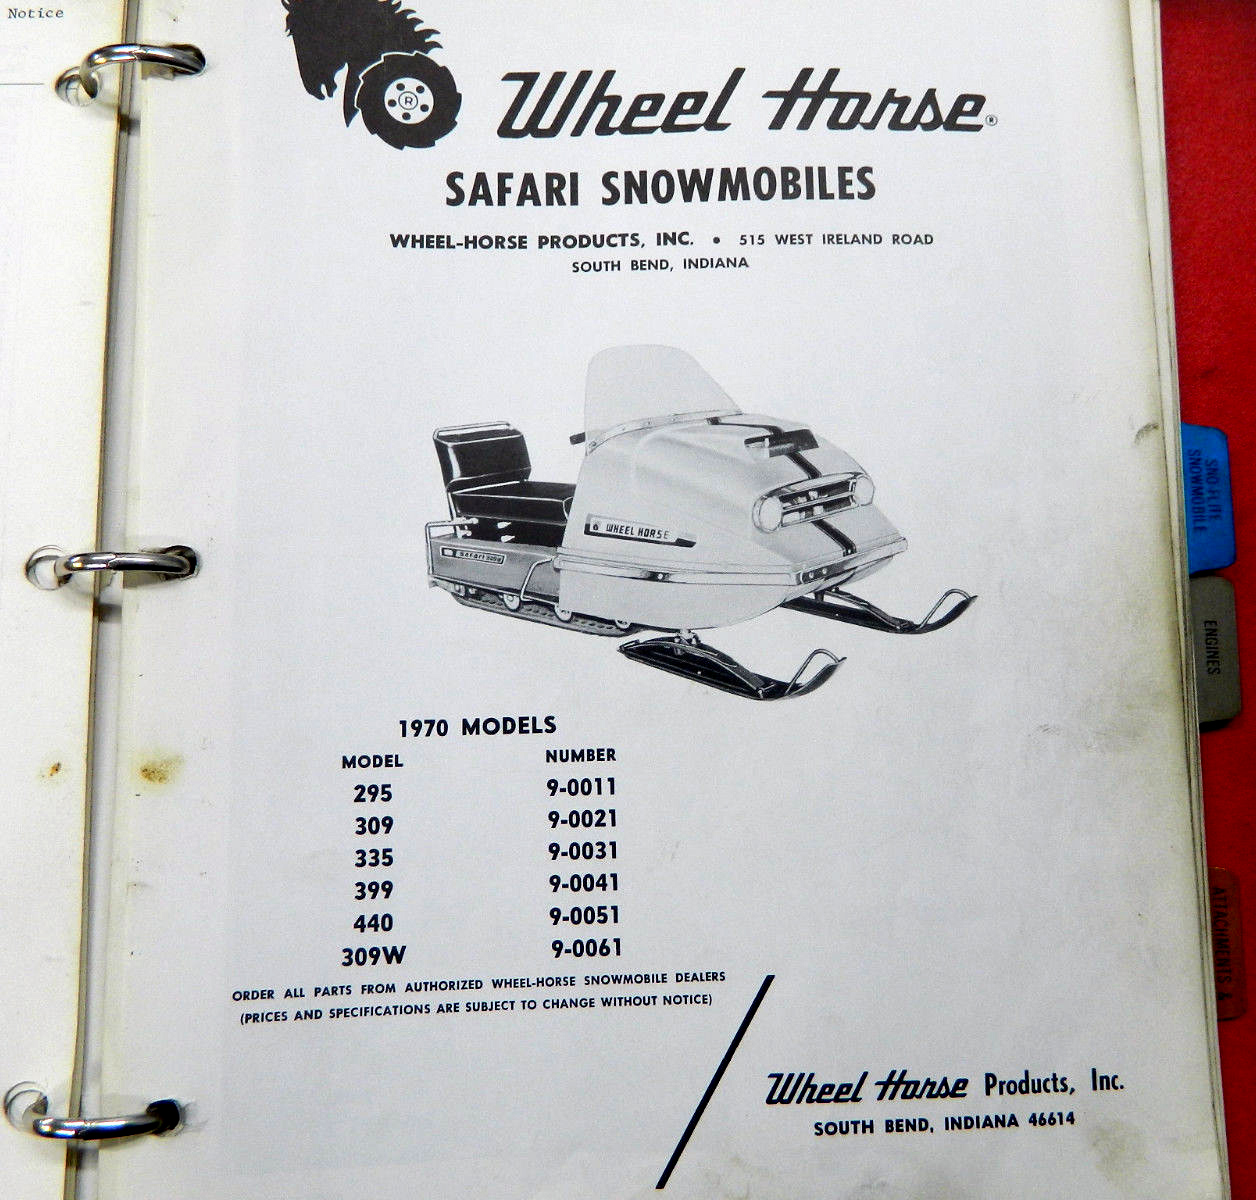 Notice
Wheel Horse®
SAFARI SNOWMOBILES
WHEEL-HORSE PRODUCTS, INC. • 515 WEST IRELAND ROAD
SOUTH BEND, INDIANA
WHEEL HORSE
1970 MODELS
MODEL NUMBER
295 9-0011
309 9-0021
335 9-0031
399 9-0041
440 9-0051
309W 9-0061
ORDER ALL PARTS FROM AUTHORIZED WHEEL-HORSE SNOWMOBILE DEALERS
(PRICES AND SPECIFICATIONS ARE SUBJECT TO CHANGE WITHOUT NOTICE)
Wheel Horse Products, Inc.
SOUTH BEND, INDIANA 46614
SNO-FLITE
SNOWMOBILE
ENGINES
ATTACHMENTS &